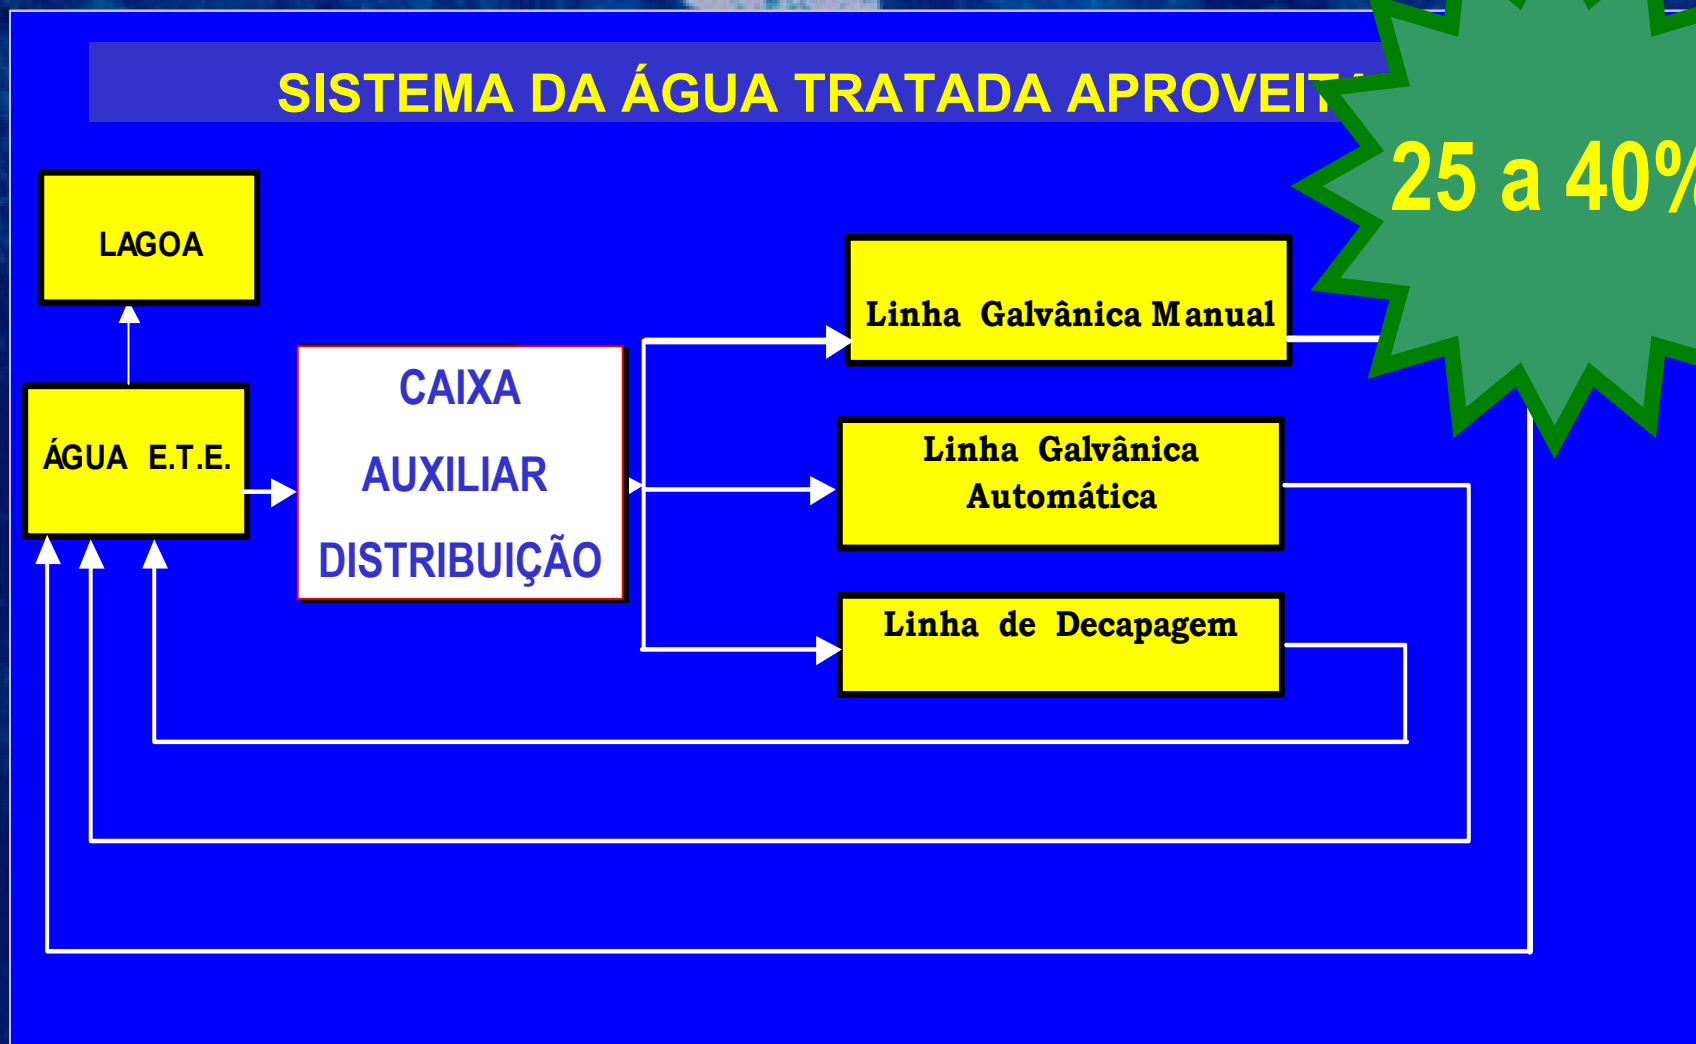 SISTEMA DA ÁGUA TRATADA
25 a 40%
LAGOA
ÁGUA E.T.E.
CAIXA
AUXILIAR
DISTRIBUIÇÃO
Linha Galvânica Manual
Linha Galvânica
Automática
Linha de Decapagem